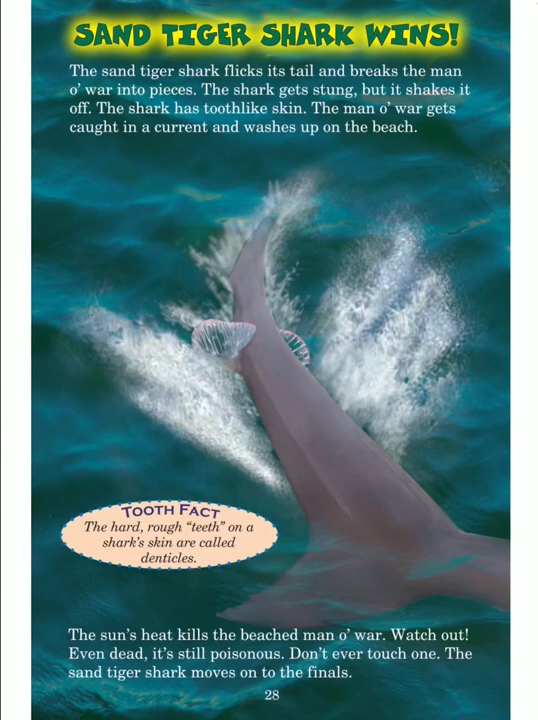 SAND TIGER SHARK WINS!
The sand tiger shark flicks its tail and breaks the man
o’ war into pieces. The shark gets stung, but it shakes it
off. The shark has toothlike skin. The man o’ war gets
caught in a current and washes up on the beach.
TOOTH FACT
The hard, rough “teeth” on a
shark’s skin are called
denticles.
The sun’s heat kills the beached man o’ war. Watch out!
Even dead, it’s still poisonous. Don’t ever touch one. The
sand tiger shark moves on to the finals.
28